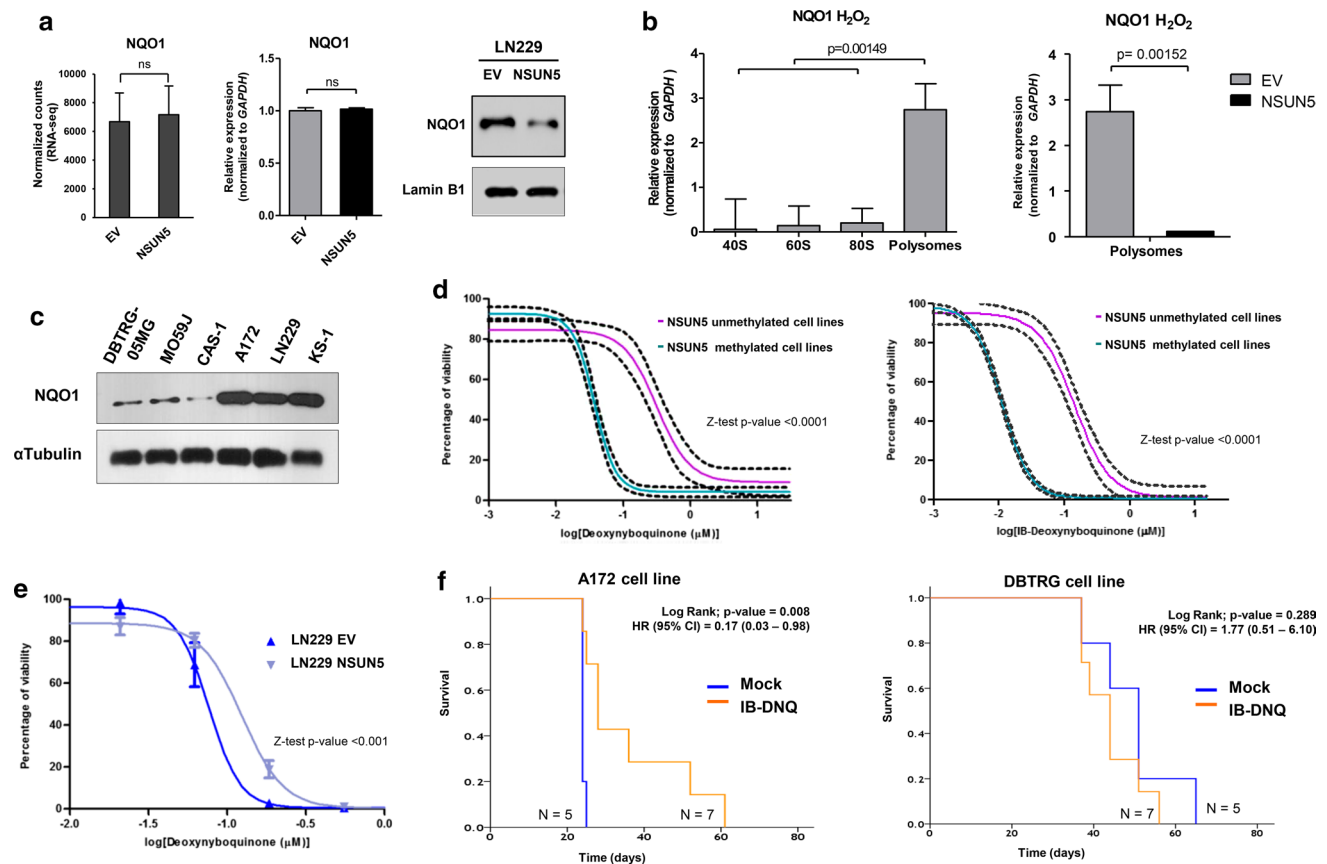 a
NQO1
ns
Normalized counts
(RNA-seq)
10000
8000
6000
4000
2000
0
EV
NSUN5
NQO1
ns
Relative expression
(normalized to GAPDH)
1.5
1.0
0.5
0.0
EV
NSUN5
LN229
EV NSUN5
NQO1
Lamin B1
b
NQO1 H₂O₂
p=0.00149
Relative expression
(normalized to GAPDH)
4
3
2
1
0
40S 60S 80S Polysomes
NQO1 H₂O₂
p= 0.00152
Relative expression
(normalized to GAPDH)
4
3
2
1
0
Polysomes
EV
NSUN5
c
DBTRG-
05MG
MO59J
CAS-1
A172
LN229
KS-1
NQO1
αTubulin
d
Percentage of viability
100
80
60
40
20
0
NSUN5 unmethylated cell lines
NSUN5 methylated cell lines
Z-test p-value <0.0001
-3 -2 -1 0 1
log[Deoxynyboquinone (μM)]
Percentage of viability
100
80
60
40
20
0
NSUN5 unmethylated cell lines
NSUN5 methylated cell lines
Z-test p-value <0.0001
-3 -2 -1 0 1
log[IB-Deoxynyboquinone (μM)]
e
Percentage of viability
100
80
60
40
20
0
LN229 EV
LN229 NSUN5
Z-test p-value <0.001
-2.0 -1.5 -1.0 -0.5 0.0
log[Deoxynyboquinone (μM)]
f
A172 cell line
Log Rank; p-value = 0.008
HR (95% CI) = 0.17 (0.03 – 0.98)
Survival
1.0
0.8
0.6
0.4
0.2
0.0
Mock
IB-DNQ
N = 5
N = 7
0 20 40 60 80
Time (days)
DBTRG cell line
Log Rank; p-value = 0.289
HR (95% CI) = 1.77 (0.51 – 6.10)
Survival
1.0
0.8
0.6
0.4
0.2
0.0
Mock
IB-DNQ
N = 7
N = 5
0 20 40 60 80
Time (days)